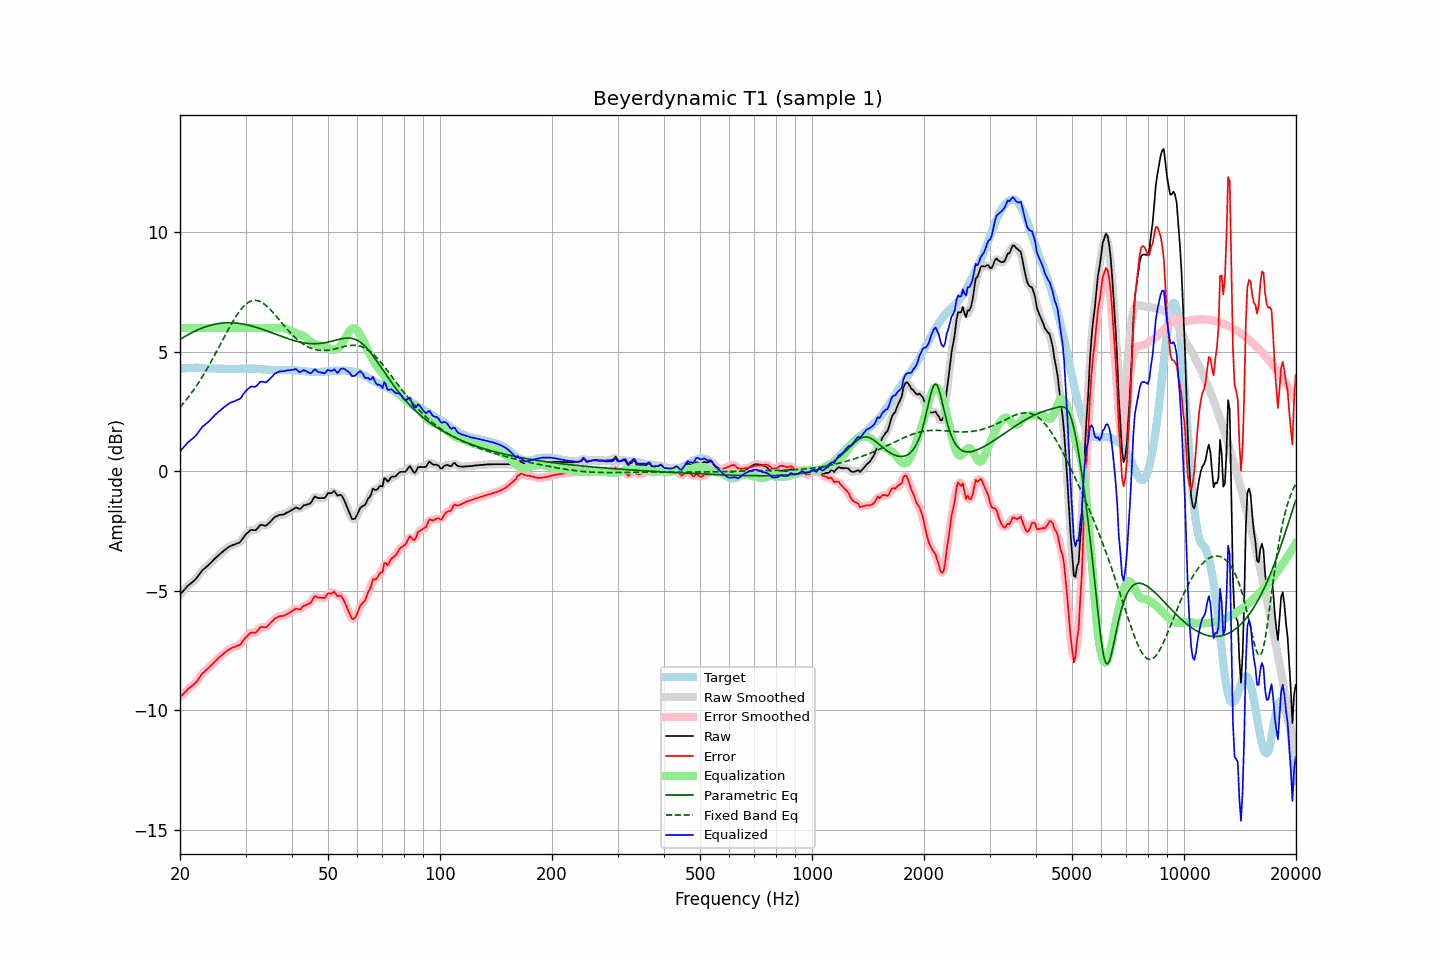 Beyerdynamic T1 (sample 1)
Amplitude (dBr)
10
5
0
−5
−10
−15
Target
Raw Smoothed
Error Smoothed
Raw
Error
Equalization
Parametric Eq
Fixed Band Eq
Equalized
20 50 100 200 500 1000 2000 5000 10000 20000
Frequency (Hz)